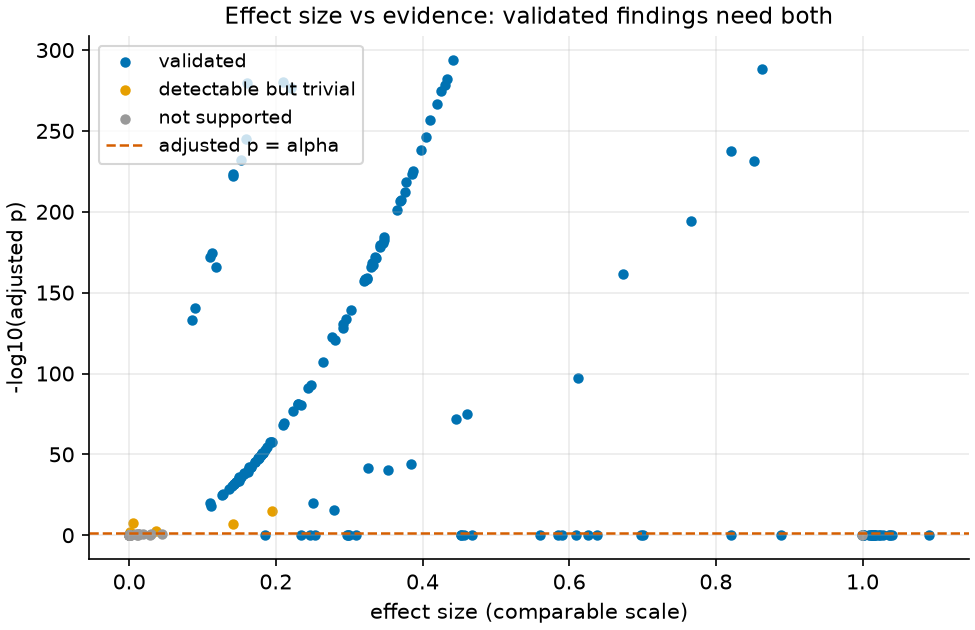 Effect size vs evidence: validated findings need both
validated
detectable but trivial
not supported
adjusted p = alpha
300
250
200
150
100
50
0
-log10(adjusted p)
0.0 0.2 0.4 0.6 0.8 1.0
effect size (comparable scale)